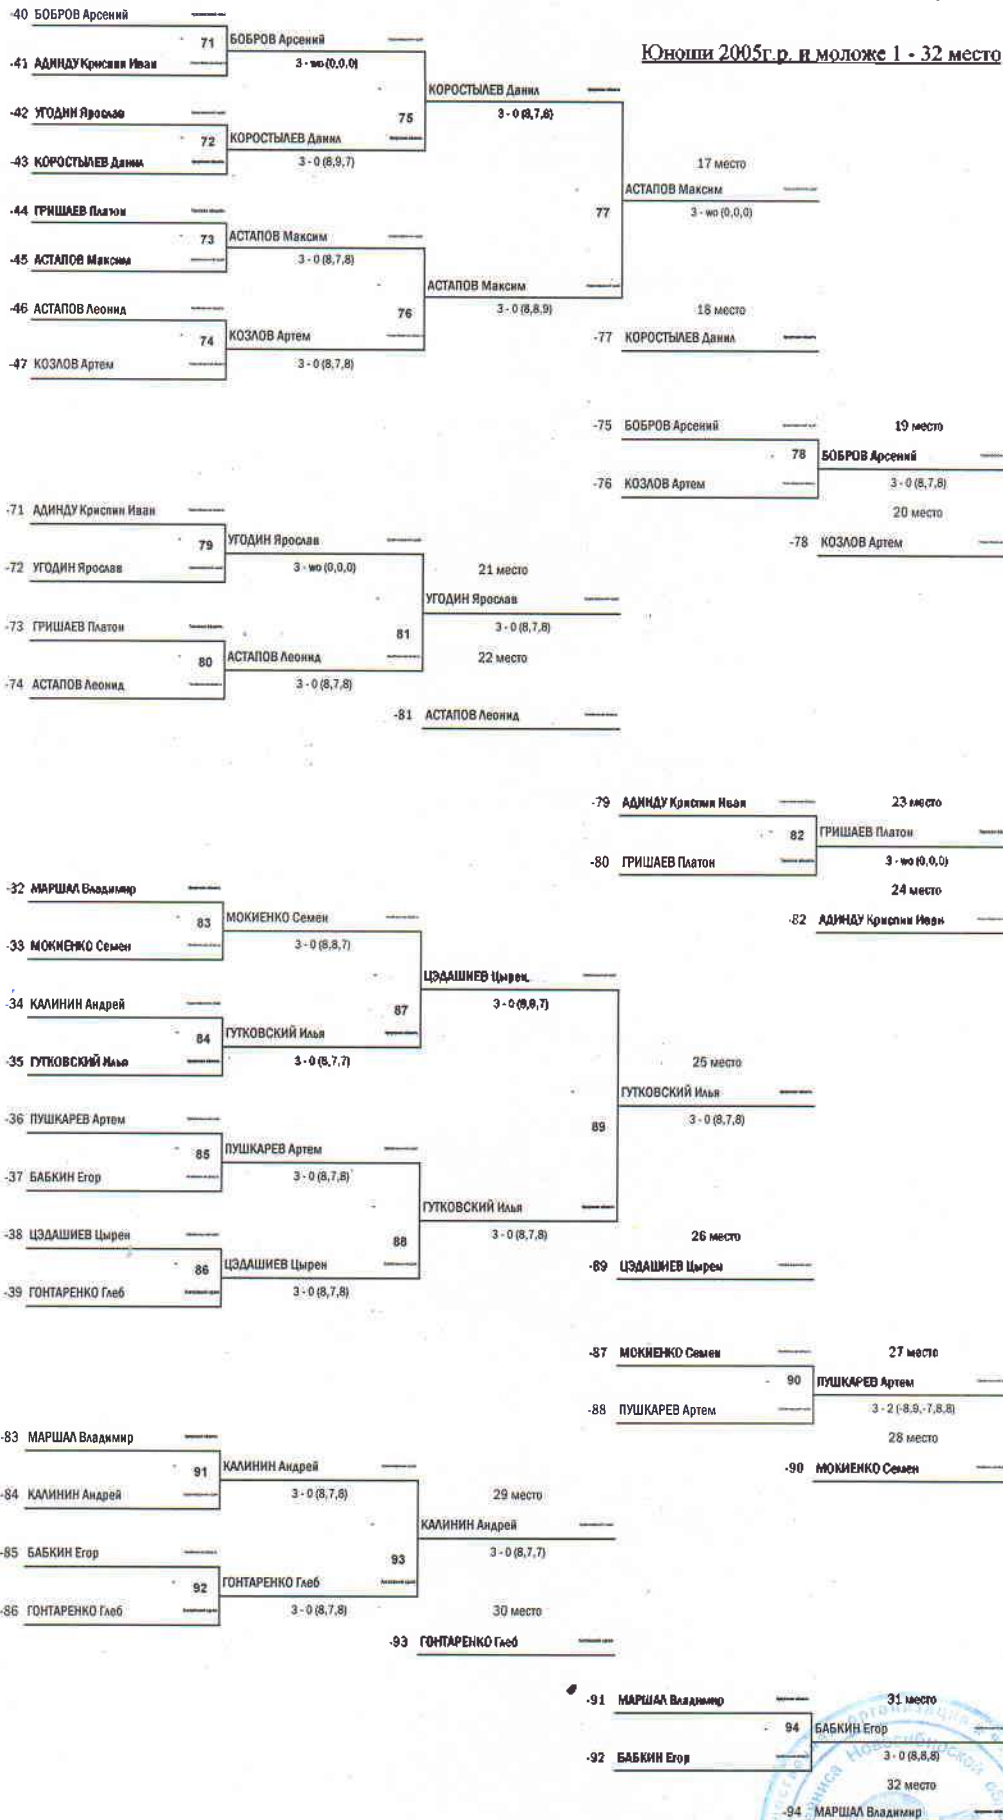 Юноши 2005г.р. и моложе 1 - 32 место
-40 БОБРОВ Арсений
71 БОБРОВ Арсений
-41 АДИНДУ Криспин Иван
3 - wo (0,0,0)
КОРОСТЫЛЕВ Данил
-42 УГОДИН Ярослав
75
3 - 0 (8,7,8)
72 КОРОСТЫЛЕВ Данил
-43 КОРОСТЫЛЕВ Данил
3 - 0 (8,9,7)
17 место
АСТАПОВ Максим
-44 ГРИШАЕВ Платон
77
3 - wo (0,0,0)
73 АСТАПОВ Максим
-45 АСТАПОВ Максим
3 - 0 (8,7,8)
АСТАПОВ Максим
-46 АСТАПОВ Леонид
76
3 - 0 (8,8,9)
18 место
74 КОЗЛОВ Артем
-77 КОРОСТЫЛЕВ Данил
-47 КОЗЛОВ Артем
3 - 0 (8,7,8)
-75 БОБРОВ Арсений
19 место
78 БОБРОВ Арсений
-76 КОЗЛОВ Артем
3 - 0 (8,7,8)
20 место
-78 КОЗЛОВ Артем
-71 АДИНДУ Криспин Иван
79 УГОДИН Ярослав
-72 УГОДИН Ярослав
3 - wo (0,0,0)
21 место
УГОДИН Ярослав
-73 ГРИШАЕВ Платон
81
3 - 0 (8,7,8)
80 АСТАПОВ Леонид
22 место
-74 АСТАПОВ Леонид
3 - 0 (8,7,8)
-81 АСТАПОВ Леонид
-79 АДИНДУ Криспин Иван
23 место
82 ГРИШАЕВ Платон
-80 ГРИШАЕВ Платон
3 - wo (0,0,0)
24 место
-82 АДИНДУ Криспин Иван
-32 МАРШАЛ Владимир
83 МОКИЕНКО Семен
-33 МОКИЕНКО Семен
3 - 0 (8,8,7)
ЦЭДАШИЕВ Цырен
-34 КАЛИНИН Андрей
87
84 ГУТКОВСКИЙ Илья
-35 ГУТКОВСКИЙ Илья
3 - 0 (8,7,7)
25 место
ГУТКОВСКИЙ Илья
-36 ПУШКАРЕВ Артем
89
3 - 0 (8,7,8)
85 ПУШКАРЕВ Артем
-37 БАБКИН Егор
3 - 0 (8,7,8)
ГУТКОВСКИЙ Илья
-38 ЦЭДАШИЕВ Цырен
88
3 - 0 (8,7,8)
26 место
86 ЦЭДАШИЕВ Цырен
-89 ЦЭДАШИЕВ Цырен
-39 ГОНТАРЕНКО Глеб
3 - 0 (8,7,8)
-87 МОКИЕНКО Семен
27 место
90 ПУШКАРЕВ Артем
-88 ПУШКАРЕВ Артем
3 - 2 (-8,9,-7,8,8)
28 место
-90 МОКИЕНКО Семен
-83 МАРШАЛ Владимир
91 КАЛИНИН Андрей
-84 КАЛИНИН Андрей
3 - 0 (8,7,8)
29 место
КАЛИНИН Андрей
-85 БАБКИН Егор
93
3 - 0 (8,7,7)
92 ГОНТАРЕНКО Глеб
-86 ГОНТАРЕНКО Глеб
3 - 0 (8,7,8)
30 место
-93 ГОНТАРЕНКО Глеб
-91 МАРШАЛ Владимир
31 место
94 БАБКИН Егор
-92 БАБКИН Егор
3 - 0 (8,8,8)
32 место
-94 МАРШАЛ Владимир